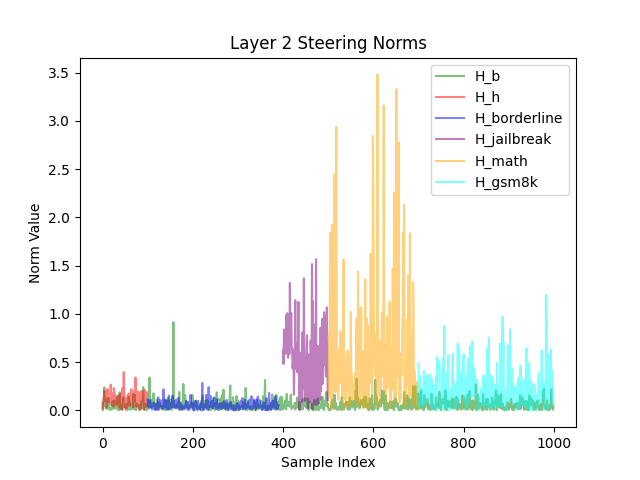 Layer 2 Steering Norms
3.5
3.0
2.5
2.0
1.5
1.0
0.5
0.0
Norm Value
H_b
H_h
H_borderline
H_jailbreak
H_math
H_gsm8k
0 200 400 600 800 1000
Sample Index